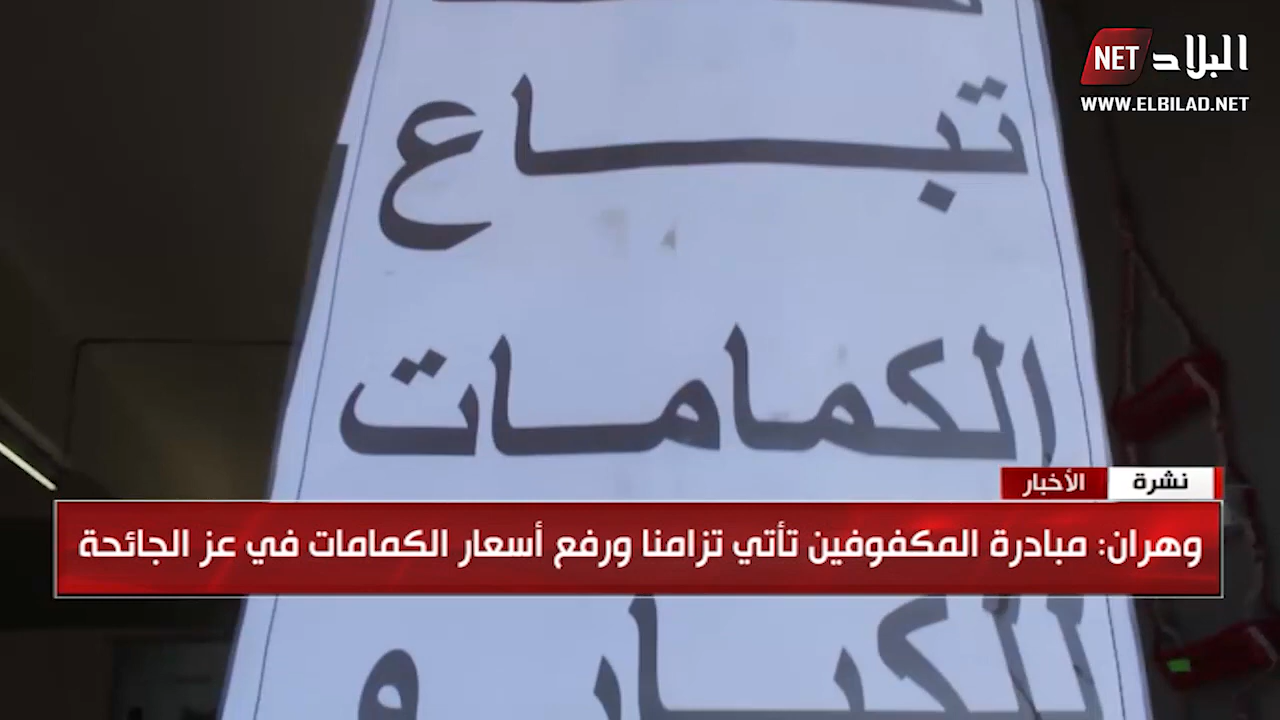 البلاد NET
WWW.ELBILAD.NET
تباع
الكمامات
نشرة الأخبار
وهران: مبادرة المكفوفين تأتي تزامنا ورفع أسعار الكمامات في عز الجائحة
للكبار و